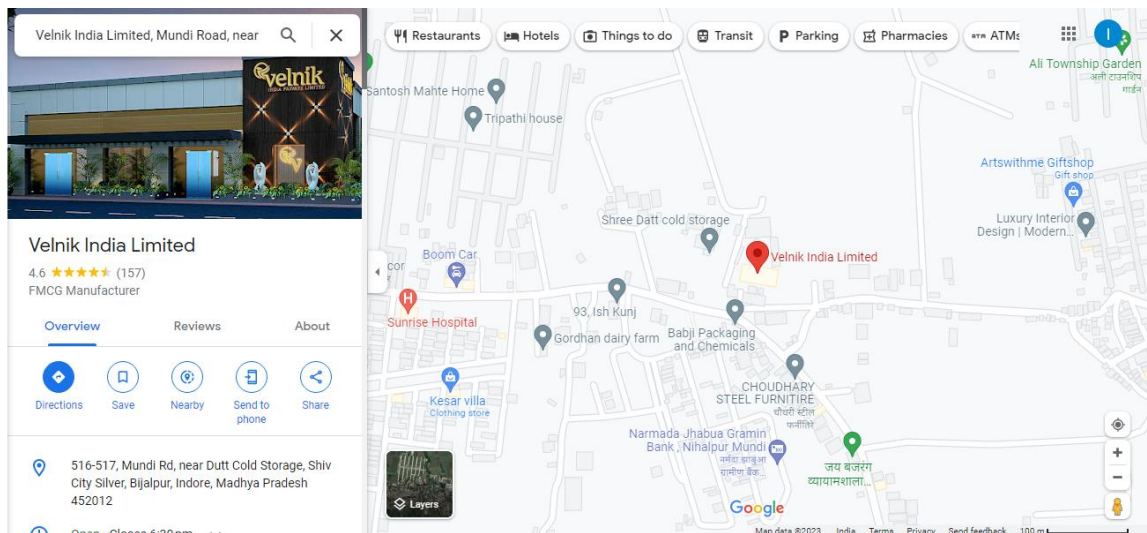 Velnik India Limited, Mundi Road, near
velnik
INDIA PRIVATE LIMITED
Velnik India Limited
4.6 (157)
FMCG Manufacturer
Overview Reviews About
Directions Save Nearby Send to phone Share
516-517, Mundi Rd, near Dutt Cold Storage, Shiv
City Silver, Bijalpur, Indore, Madhya Pradesh
452012
Restaurants Hotels Things to do Transit Parking Pharmacies ATMs
I
Ali Township Garden
अली टाउनशिप
गार्डन
Santosh Mahte Home
Tripathi house
Artswithme Giftshop
Gift shop
Luxury Interior
Design | Modern...
Shree Datt cold storage
Velnik India Limited
Boom Car
cor
Sunrise Hospital
93, Ish Kunj
Gordhan dairy farm
Babji Packaging
and Chemicals
Kesar villa
Clothing store
CHOUDHARY
STEEL FURNITIRE
चौधरी स्टील
फर्नीतिरे
Narmada Jhabua Gramin
Bank , Nihalpur Mundi
नर्मदा झाबुआ
ग्रामीण बैंक...
जय बजरंग
व्यायामशाला...
Layers
Google
Map data ©2023 India Terms Privacy Send feedback 100 m